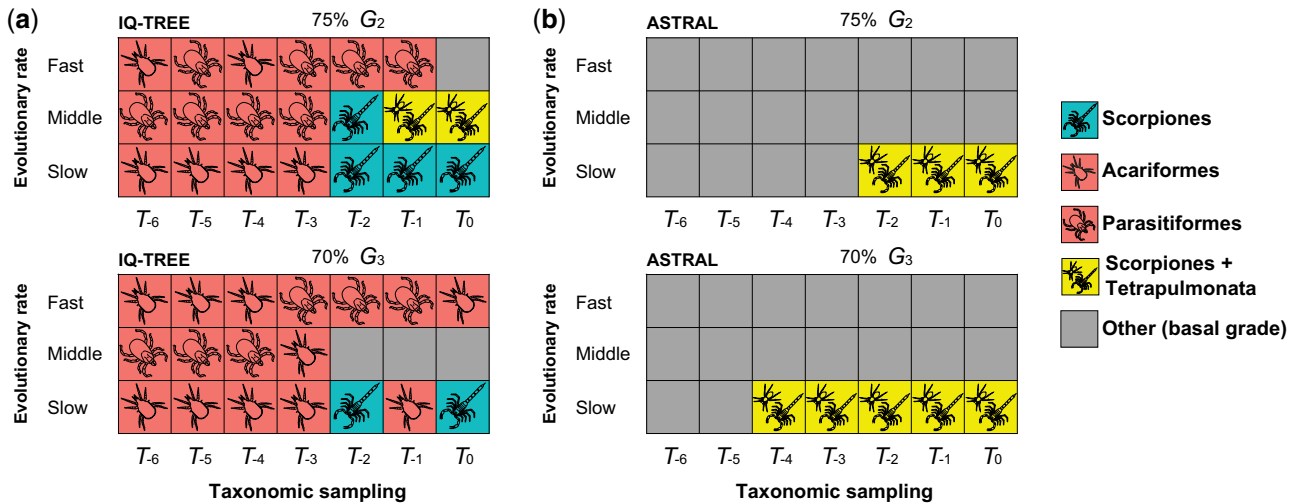 (a) IQ-TREE 75% G2
Evolutionary rate
Fast
Middle
Slow
T-6 T-5 T-4 T-3 T-2 T-1 T0
IQ-TREE 70% G3
Evolutionary rate
Fast
Middle
Slow
T-6 T-5 T-4 T-3 T-2 T-1 T0
Taxonomic sampling
(b) ASTRAL 75% G2
Evolutionary rate
Fast
Middle
Slow
T-6 T-5 T-4 T-3 T-2 T-1 T0
ASTRAL 70% G3
Evolutionary rate
Fast
Middle
Slow
T-6 T-5 T-4 T-3 T-2 T-1 T0
Taxonomic sampling
Scorpiones
Acariformes
Parasitiformes
Scorpiones +
Tetrapulmonata
Other (basal grade)